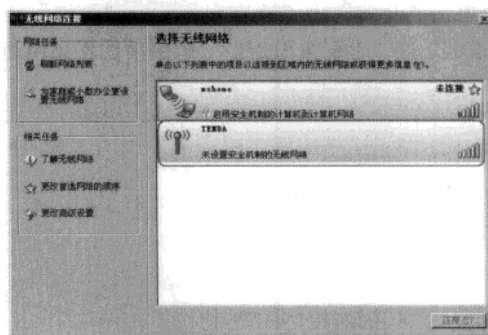 无线网络连接
网络任务
刷新网络列表
为家庭或小型办公室设置无线网络
相关任务
了解无线网络
更改首选网络的顺序
更改高级设置
选择无线网络
单击以下列表中的项目以连接到区域内的无线网络或获得更多信息(W)。
未连接
启用安全机制的计算机到计算机网络
TENDA
未设置安全机制的无线网络
连接(C)